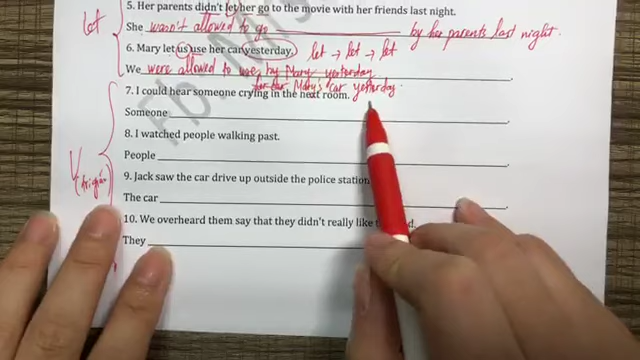 5. Her parents didn't let her go to the movie with her friends last night.
let
She wasn't allowed to go by her parents last night.
6. Mary let us use her car yesterday. let → let → let
We were allowed to use by Mary yesterday.
Mary's car yesterday.
7. I could hear someone crying in the next room.
Someone
8. I watched people walking past.
People
V
9. Jack saw the car drive up outside the police station
The car
10. We overheard them say that they didn't really like
They